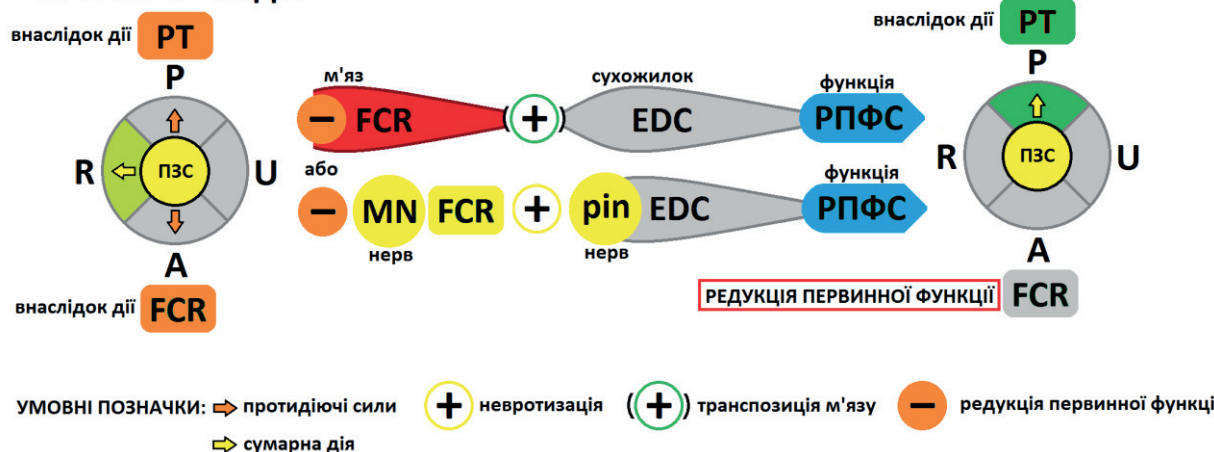 внаслідок дії PT
P
R
ПЗС
U
A
внаслідок дії FCR
м'яз
сухожилок
функція
− FCR (+) EDC РПФС
або
функція
− MN FCR + pin EDC РПФС
нерв
нерв
внаслідок дії PT
P
R
ПЗС
U
A
РЕДУКЦІЯ ПЕРВИННОЇ ФУНКЦІЇ FCR
УМОВНІ ПОЗНАЧКИ: протидіючі сили + невротизація (+) транспозиція м'язу − редукція первинної функці
сумарна дія